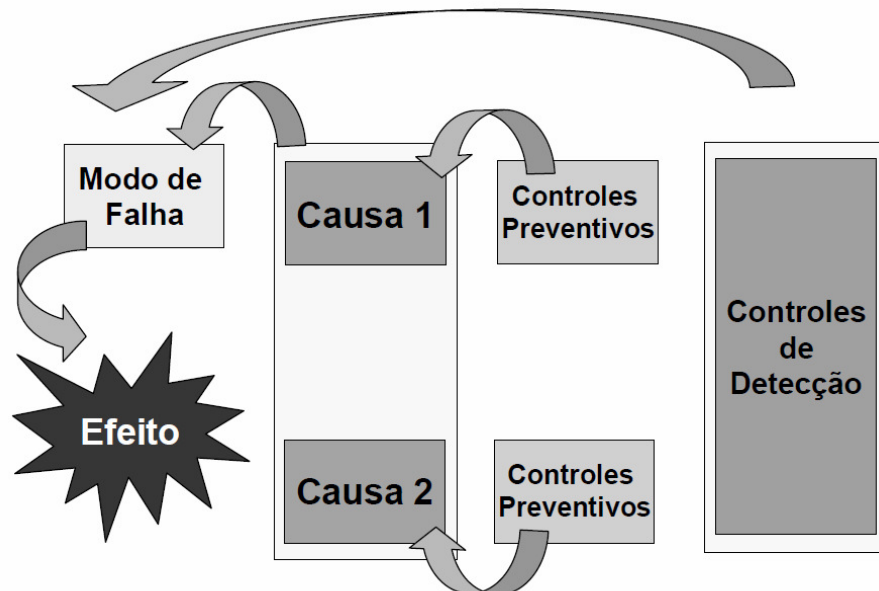 Modo de
Falha
Causa 1
Controles
Preventivos
Controles
de
Detecção
Efeito
Causa 2
Controles
Preventivos